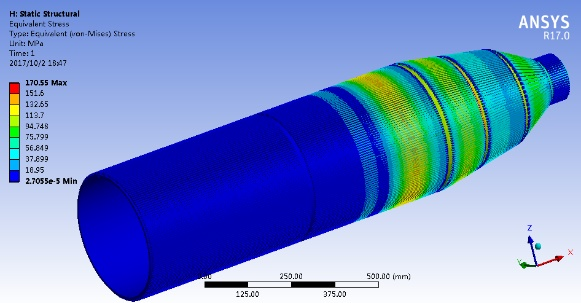 H: Static Structural
Equivalent Stress
Type: Equivalent (von-Mises) Stress
Unit: MPa
Time: 1
2017/10/2 18:47
ANSYS
R17.0
170.55 Max
151.6
132.65
113.7
94.748
75.799
56.849
37.899
18.95
2.7055e-5 Min
Z
X
Y
250.00
500.00 (mm)
125.00
375.00